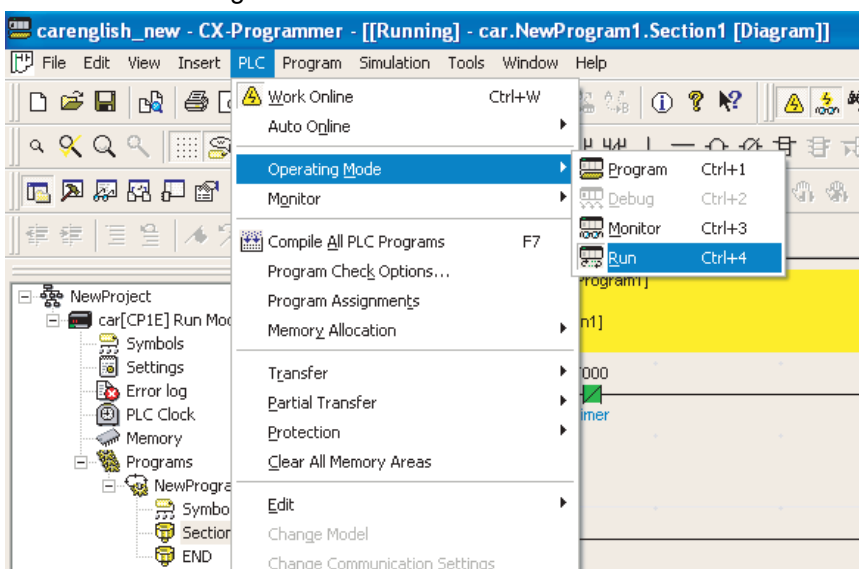 carenglish_new - CX-Programmer - [[Running] - car.NewProgram1.Section1 [Diagram]]
File Edit View Insert PLC Program Simulation Tools Window Help
Work Online Ctrl+W
Auto Online
Operating Mode
Monitor
Compile All PLC Programs F7
Program Check Options...
Program Assignments
Memory Allocation
Transfer
Partial Transfer
Protection
Clear All Memory Areas
Edit
Change Model
Change Communication Settings
Program Ctrl+1
Debug Ctrl+2
Monitor Ctrl+3
Run Ctrl+4
NewProject
car[CP1E] Run Mo
Symbols
Settings
Error log
PLC Clock
Memory
Programs
NewProgra
Symbo
Section
END
rogram1]
n1]
000
imer